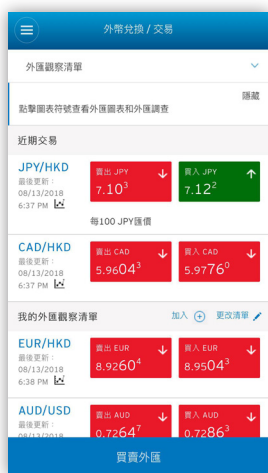 外幣兌換 / 交易
外匯觀察清單
隱藏
點擊圖表符號查看外匯圖表和外匯調查
近期交易
JPY/HKD
最後更新：
08/13/2018
6:37 PM
賣出 JPY
7.10³
買入 JPY
7.12²
每100 JPY匯價
CAD/HKD
最後更新：
08/13/2018
6:37 PM
賣出 CAD
5.9604³
買入 CAD
5.9776⁰
我的外匯觀察清單
加入
更改清單
EUR/HKD
最後更新：
08/13/2018
6:38 PM
賣出 EUR
8.9260⁴
買入 EUR
8.9504³
AUD/USD
最後更新：
08/13/2018
賣出 AUD
0.7264⁷
買入 AUD
0.7286³
買賣外匯